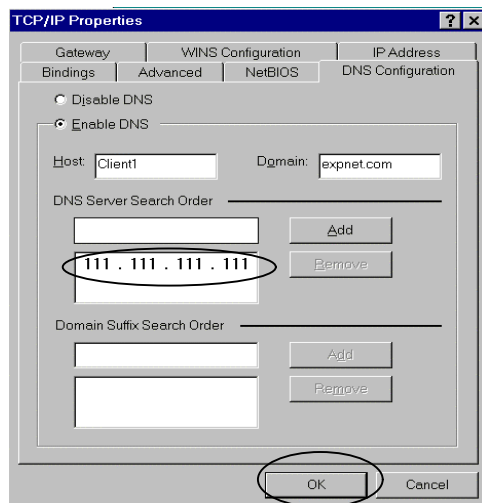 TCP/IP Properties
Gateway WINS Configuration IP Address
Bindings Advanced NetBIOS DNS Configuration
Disable DNS
Enable DNS
Host: Client1 Domain: expnet.com
DNS Server Search Order
Add
111 . 111 . 111 . 111 Remove
Domain Suffix Search Order
Add
Remove
OK Cancel